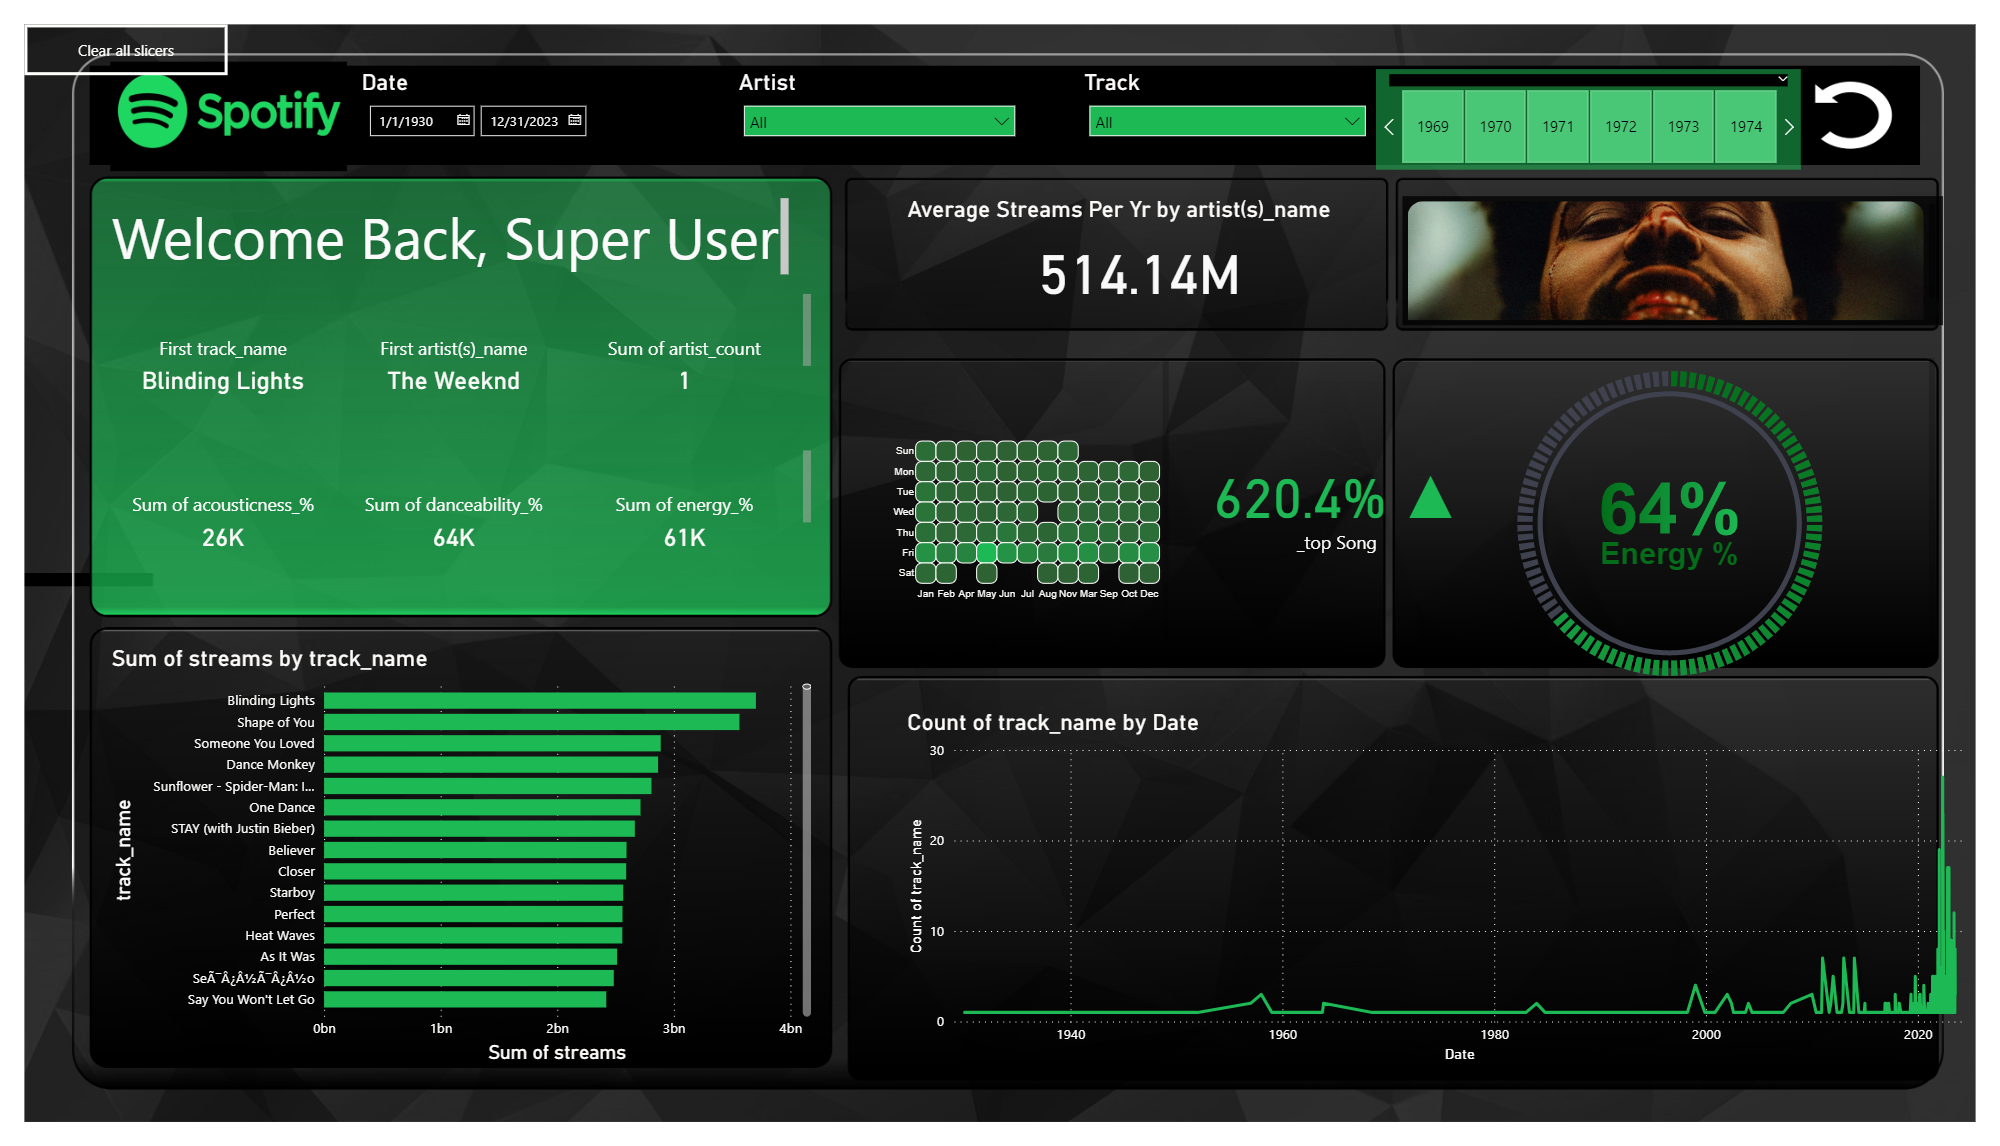 Clear all slicers
Spotify
Date
1/1/1930
12/31/2023
Artist
All
Track
All
1969
1970
1971
1972
1973
1974
Welcome Back, Super User
First track_name
Blinding Lights
First artist(s)_name
The Weeknd
Sum of artist_count
1
Sum of acousticness_%
26K
Sum of danceability_%
64K
Sum of energy_%
61K
Average Streams Per Yr by artist(s)_name
514.14M
Sun
Mon
Tue
Wed
Thu
Fri
Sat
Jan Feb Apr May Jun Jul Aug Nov Mar Sep Oct Dec
620.4%
_top Song
64%
Energy %
Sum of streams by track_name
track_name
Blinding Lights
Shape of You
Someone You Loved
Dance Monkey
Sunflower - Spider-Man: I...
One Dance
STAY (with Justin Bieber)
Believer
Closer
Starboy
Perfect
Heat Waves
As It Was
SeÃ¯Â¿Â½Ã¯Â¿Â½o
Say You Won't Let Go
0bn 1bn 2bn 3bn 4bn
Sum of streams
Count of track_name by Date
Count of track_name
30
20
10
0
1940 1960 1980 2000 2020
Date